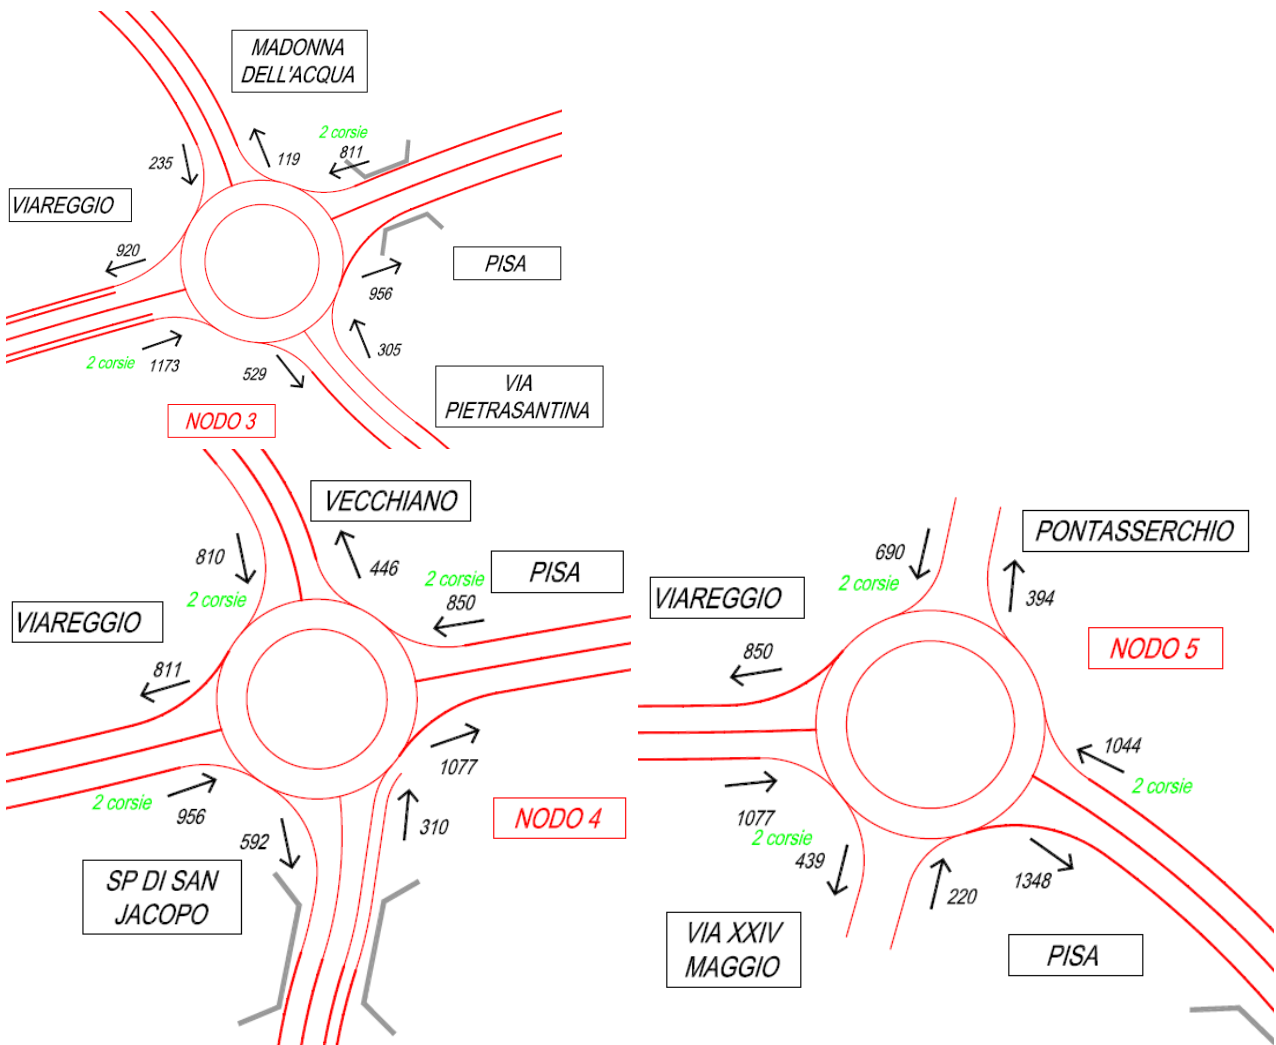 MADONNA
DELL'ACQUA
2 corsie
811
119
235
VIAREGGIO
920
PISA
956
305
2 corsie
1173
529
VIA
PIETRASANTINA
NODO 3
VECCHIANO
810
446
2 corsie
850
PISA
2 corsie
VIAREGGIO
811
1077
2 corsie
956
592
310
NODO 4
SP DI SAN
JACOPO
PONTASSERCHIO
690
2 corsie
394
VIAREGGIO
NODO 5
850
1044
2 corsie
1077
2 corsie
439
220
1348
VIA XXIV
MAGGIO
PISA